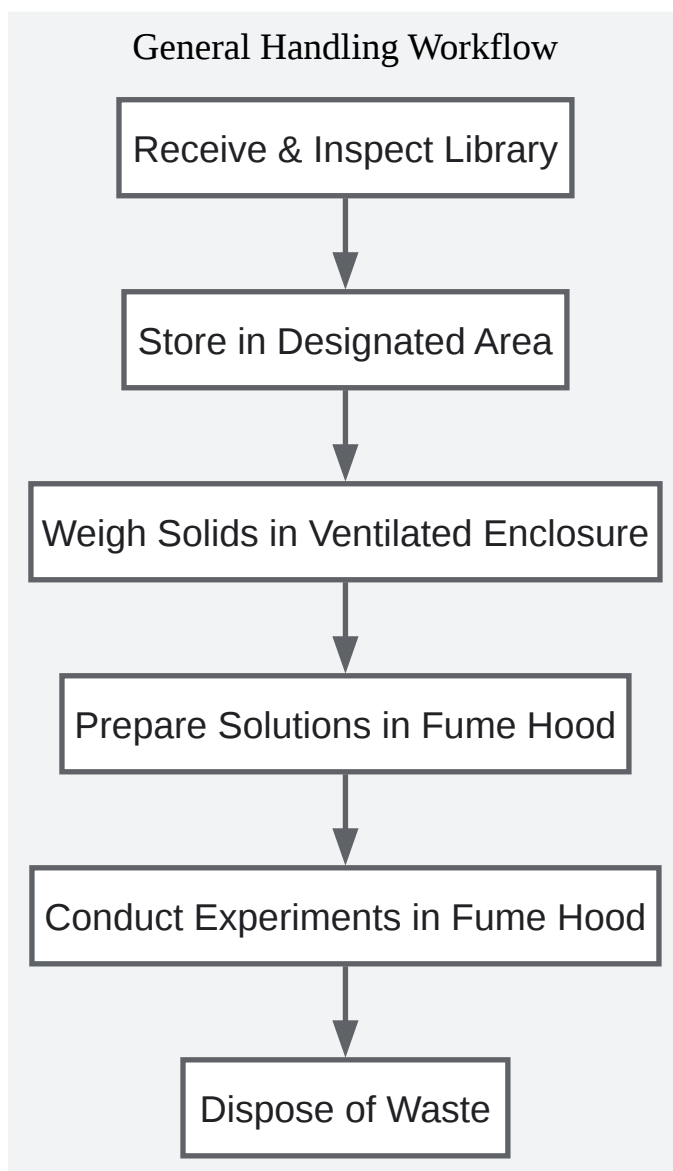 General Handling Workflow
Receive & Inspect Library
Store in Designated Area
Weigh Solids in Ventilated Enclosure
Prepare Solutions in Fume Hood
Conduct Experiments in Fume Hood
Dispose of Waste